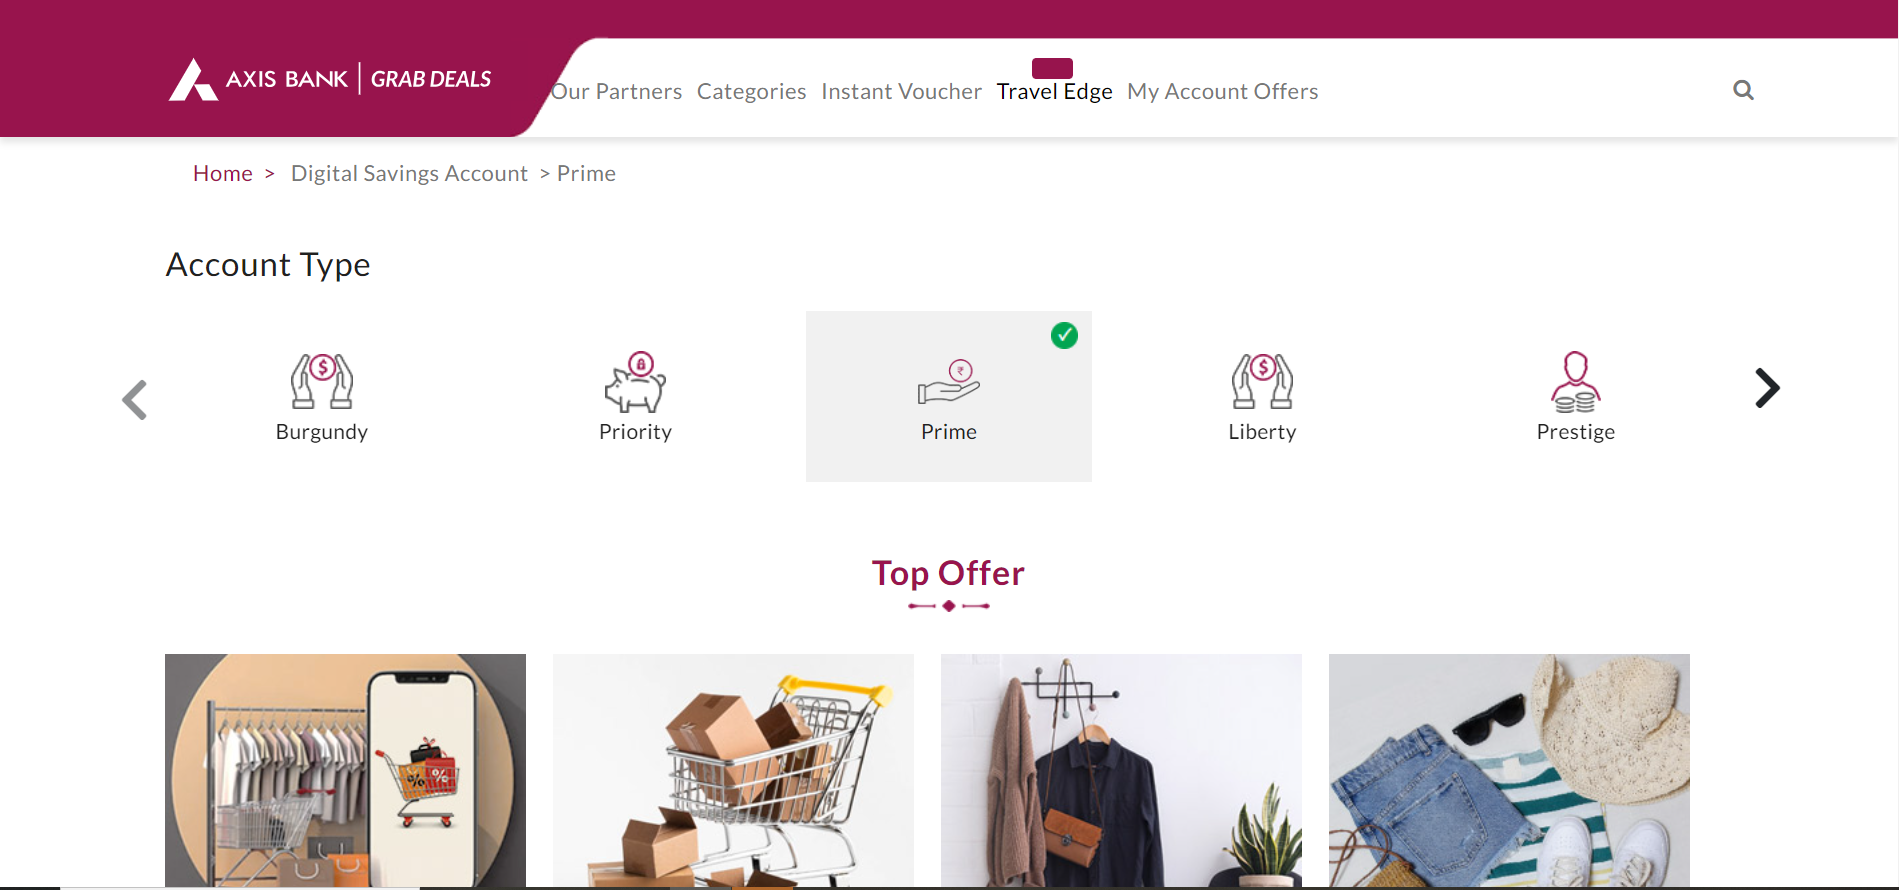 AXIS BANK | GRAB DEALS
Our Partners Categories Instant Voucher Travel Edge My Account Offers
Home > Digital Savings Account > Prime
Account Type
Burgundy Priority Prime Liberty Prestige
Top Offer